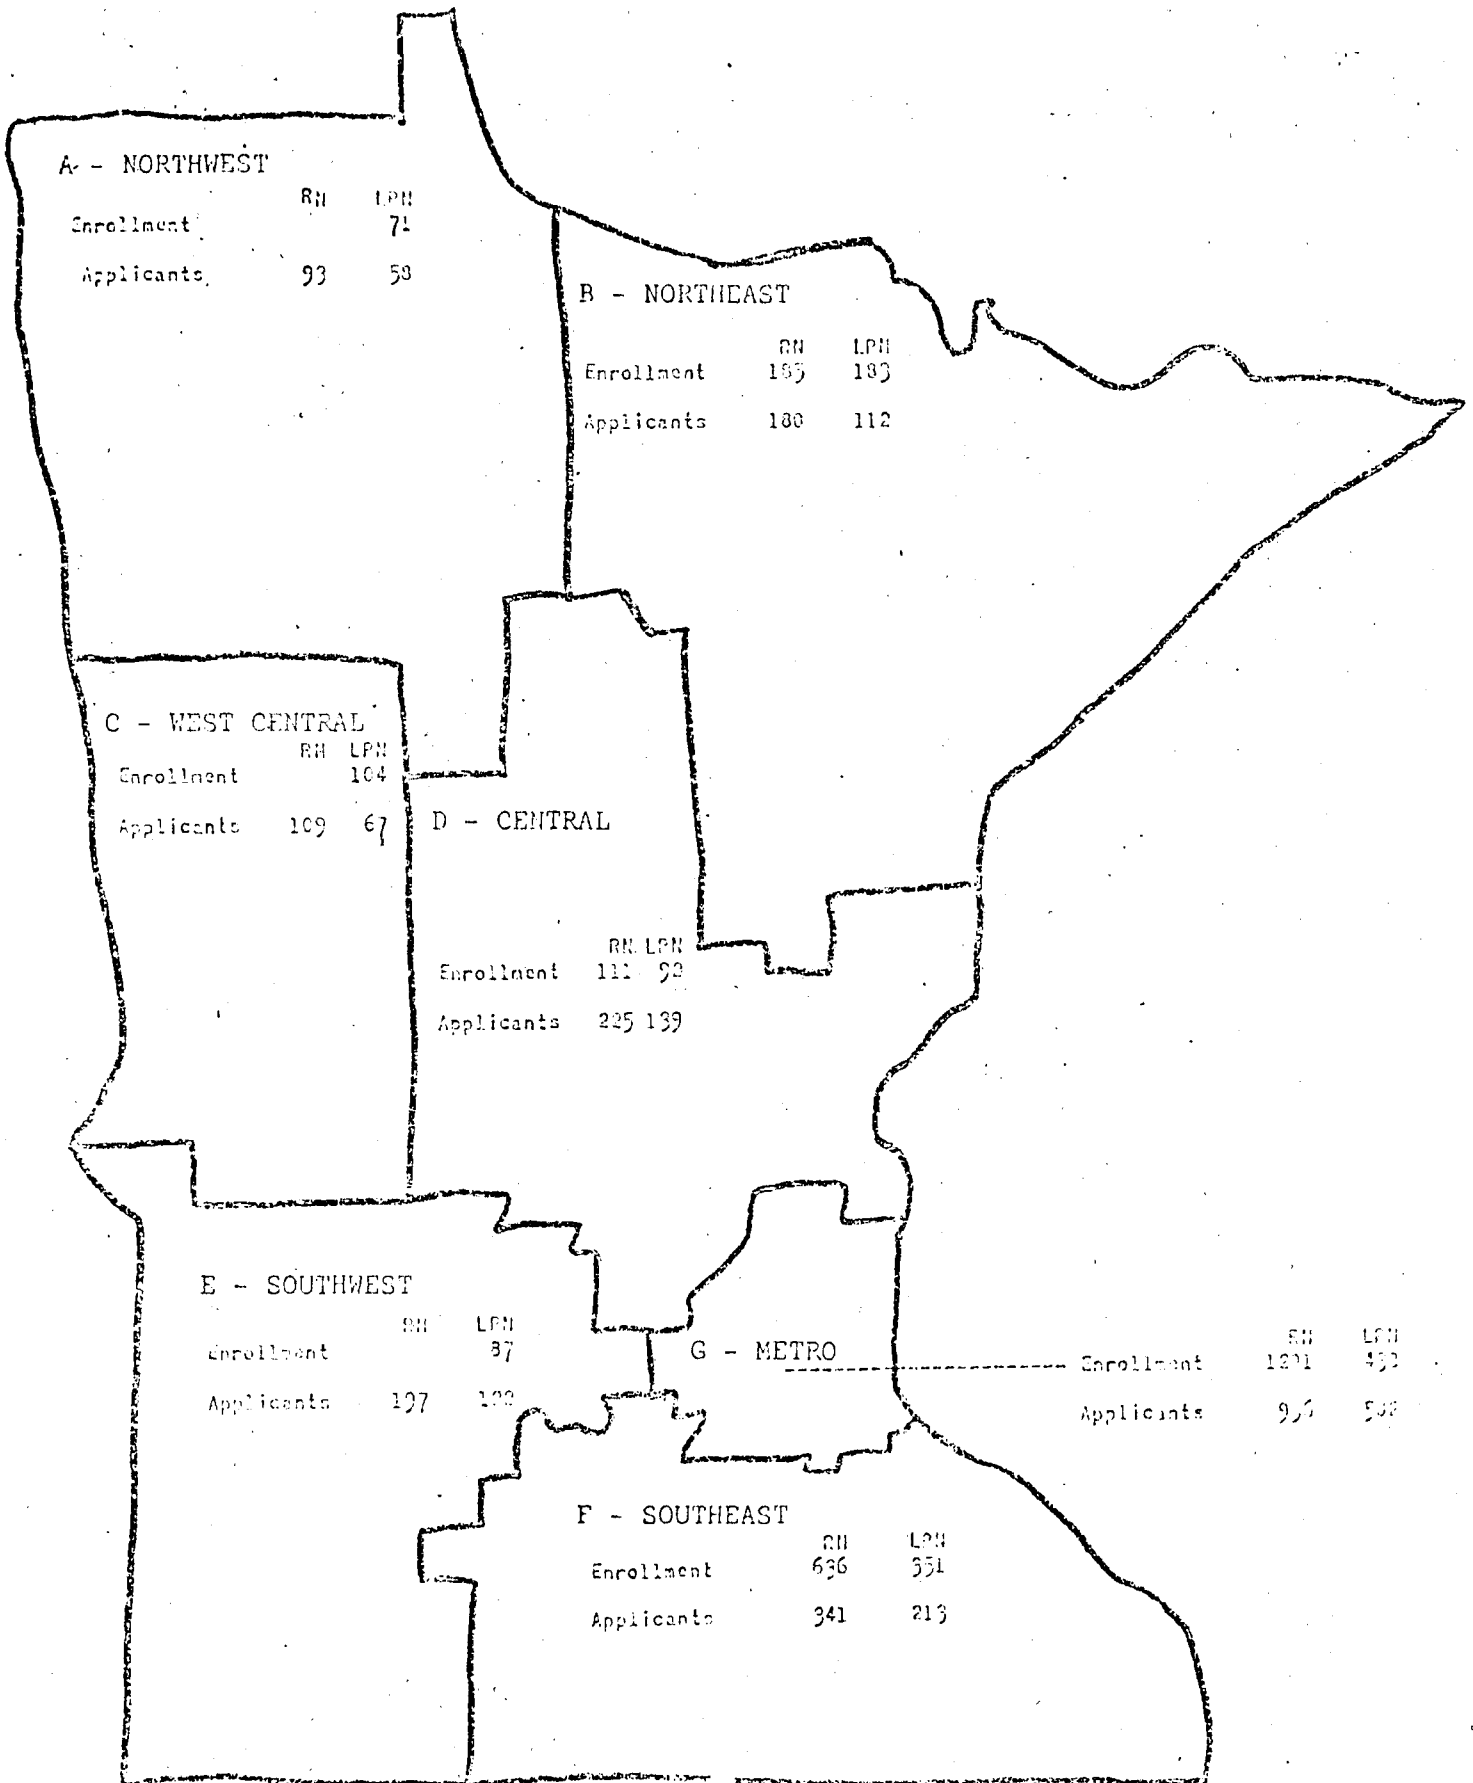 A - NORTHWEST
RN LPN
Enrollment 71
Applicants 93 58
B - NORTHEAST
RN LPN
Enrollment 183
Applicants 180 112
C - WEST CENTRAL
RN LPN
Enrollment 104
Applicants 109 67
D - CENTRAL
RN LPN
Enrollment 111
Applicants 225 139
E - SOUTHWEST
RN LPN
Enrollment 87
Applicants 197
G - METRO
RN LPN
Enrollment
Applicants
F - SOUTHEAST
RN LPN
Enrollment 636 351
Applicants 341 213